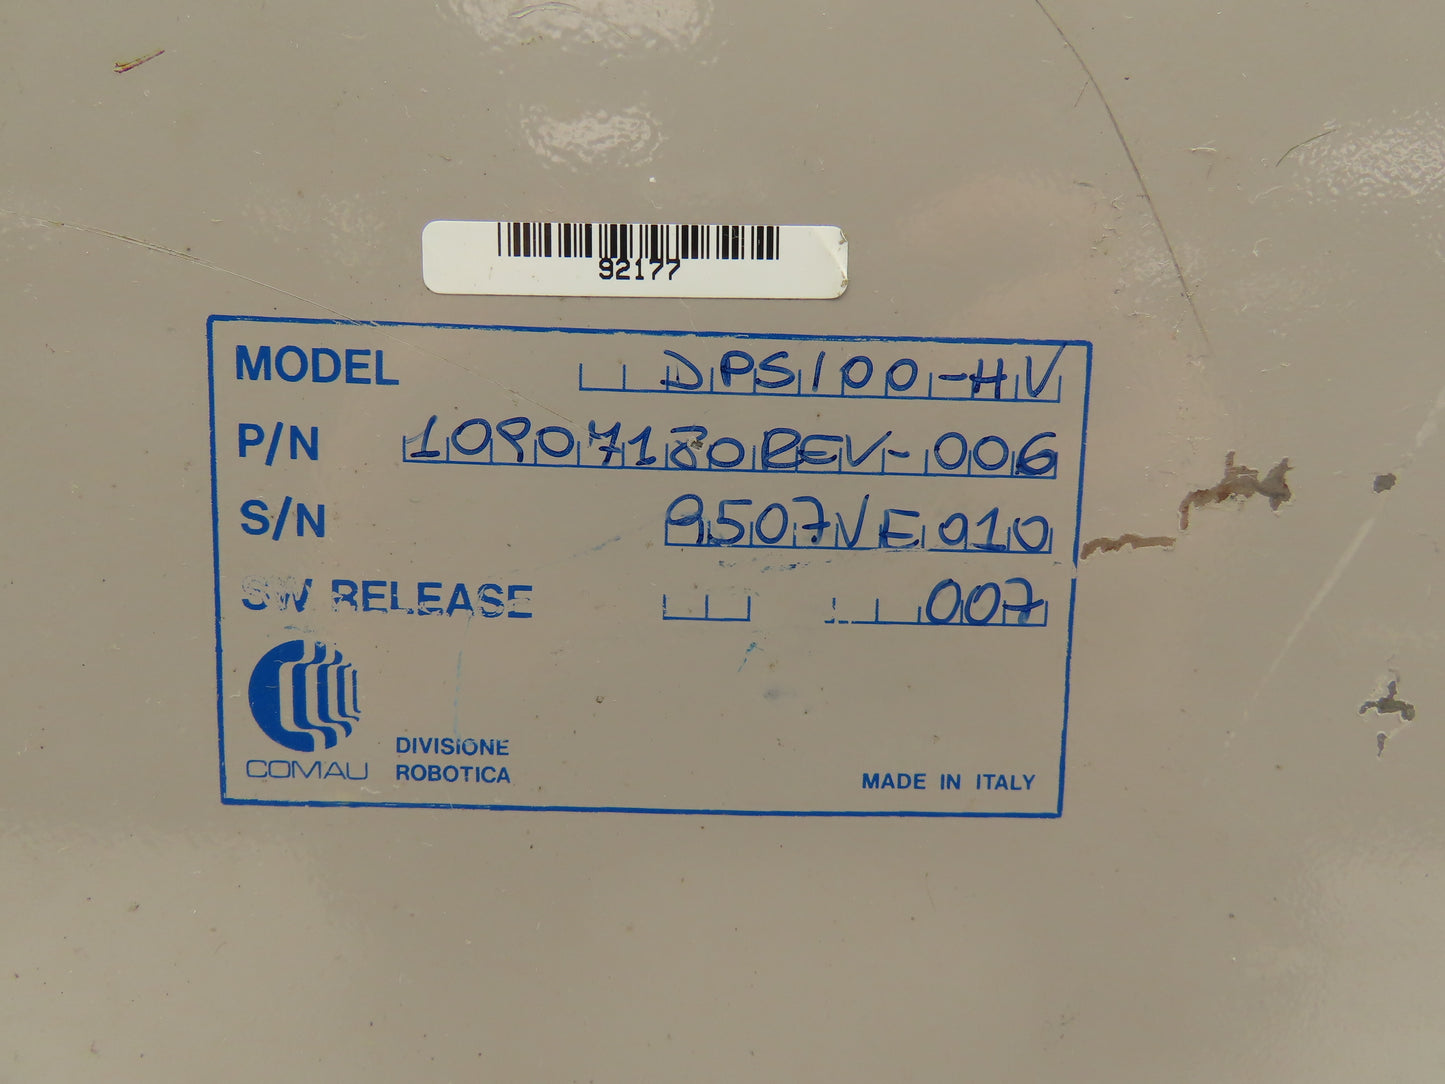 92177
MODEL DPS100-HV
P/N 10907180REV-006
S/N 9507VE010
SW RELEASE 007
COMAU
DIVISIONE
ROBOTICA
MADE IN ITALY